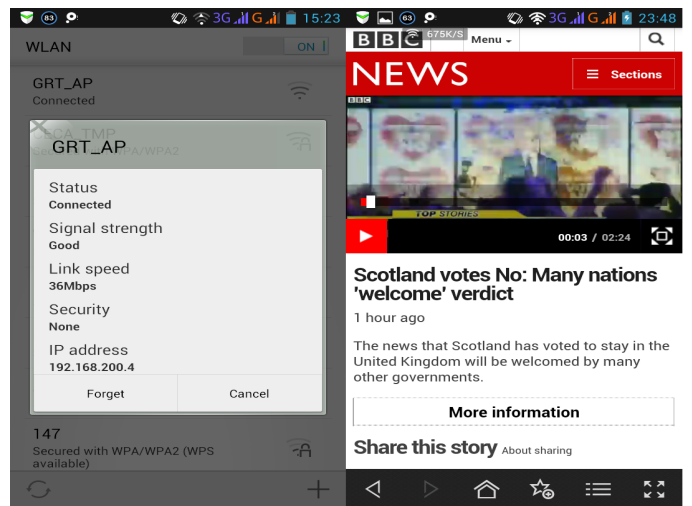 83
3G
G
15:23
WLAN
ON
GRT_AP
Connected
GRT_AP
Status
Connected
Signal strength
Good
Link speed
36Mbps
Security
None
IP address
192.168.200.4
Forget
Cancel
147
Secured with WPA/WPA2 (WPS
available)
63
3G
G
23:48
BBC
675K/S
Menu
NEWS
Sections
BBC
TOP STORIES
00:03 / 02:24
Scotland votes No: Many nations
'welcome' verdict
1 hour ago
The news that Scotland has voted to stay in the
United Kingdom will be welcomed by many
other governments.
More information
Share this story About sharing